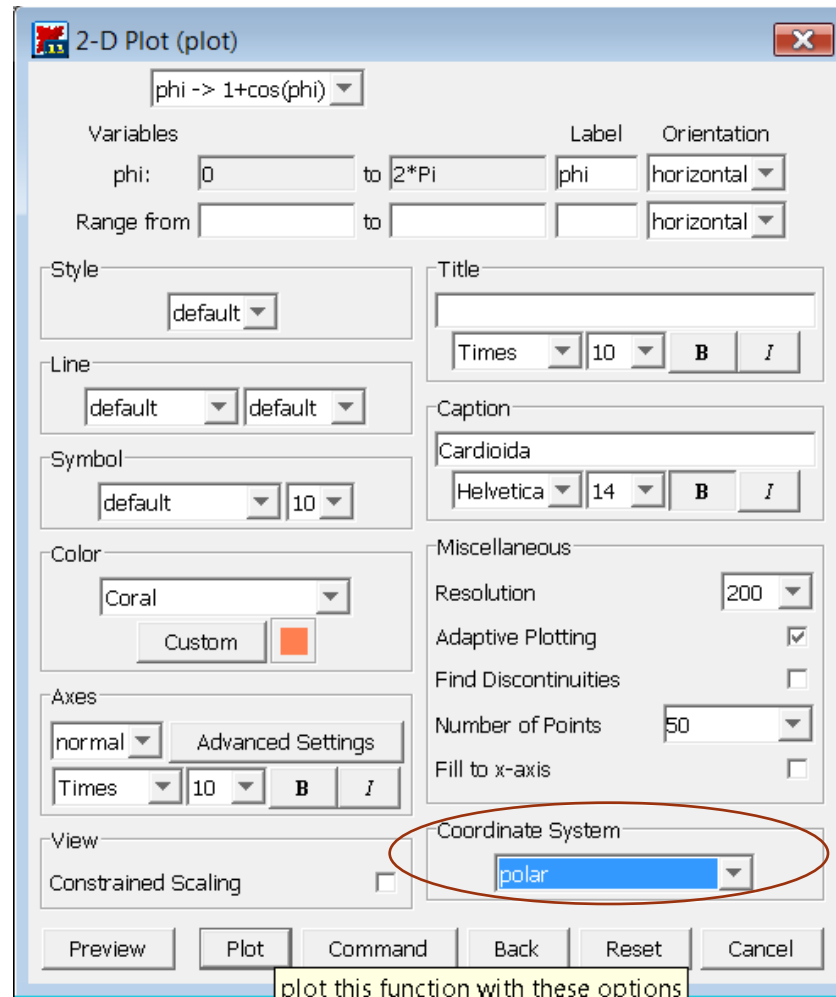 13
2-D Plot (plot)
phi -> 1+cos(phi)
Variables Label Orientation
phi: 0 to 2*Pi phi horizontal
Range from to horizontal
Style
default
Line
default default
Symbol
default 10
Color
Coral
Custom
Axes
normal Advanced Settings
Times 10 B I
View
Constrained Scaling
Title
Times 10 B I
Caption
Cardioida
Helvetica 14 B I
Miscellaneous
Resolution 200
Adaptive Plotting
Find Discontinuities
Number of Points 50
Fill to x-axis
Coordinate System
polar
Preview Plot Command Back Reset Cancel
plot this function with these options